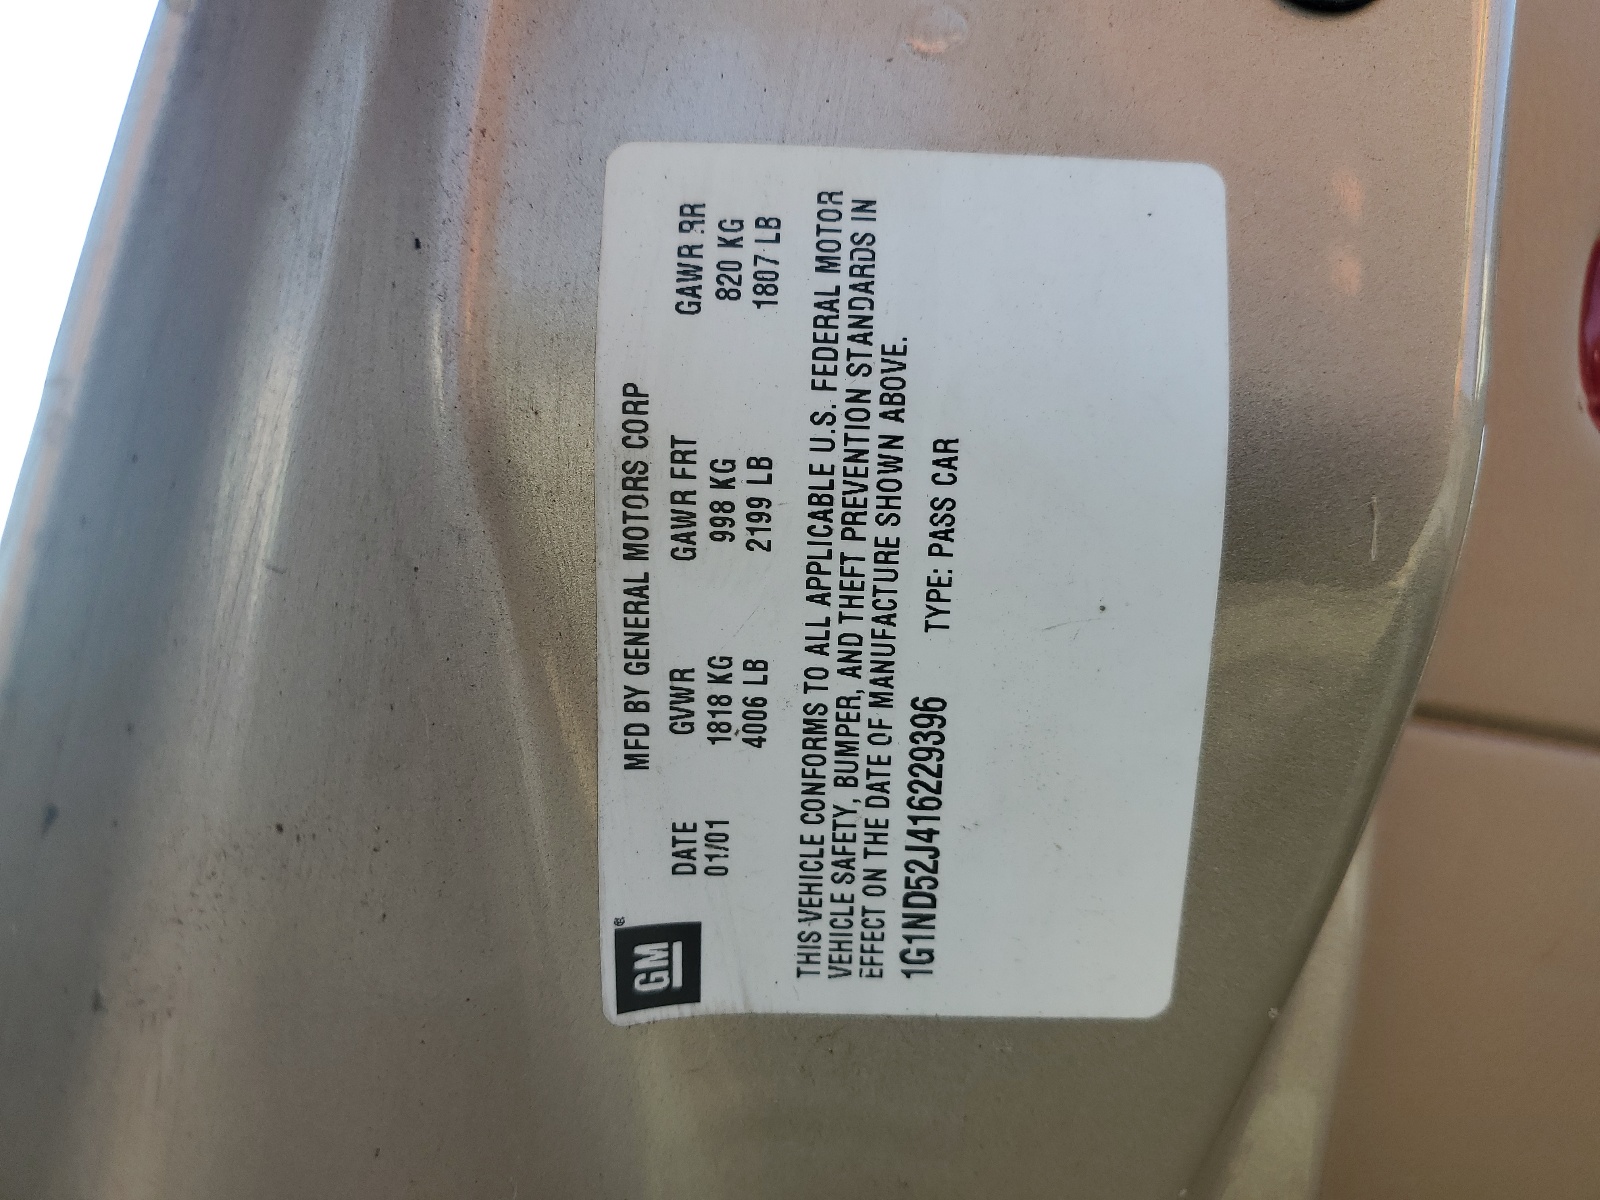 GM®
MFD BY GENERAL MOTORS CORP
DATE GVWR GAWR FRT GAWR RR
01/01 1818 KG 998 KG 820 KG
4006 LB 2199 LB 1807 LB
THIS VEHICLE CONFORMS TO ALL APPLICABLE U.S. FEDERAL MOTOR
VEHICLE SAFETY, BUMPER, AND THEFT PREVENTION STANDARDS IN
EFFECT ON THE DATE OF MANUFACTURE SHOWN ABOVE.
1G1ND52J416229396 TYPE: PASS CAR